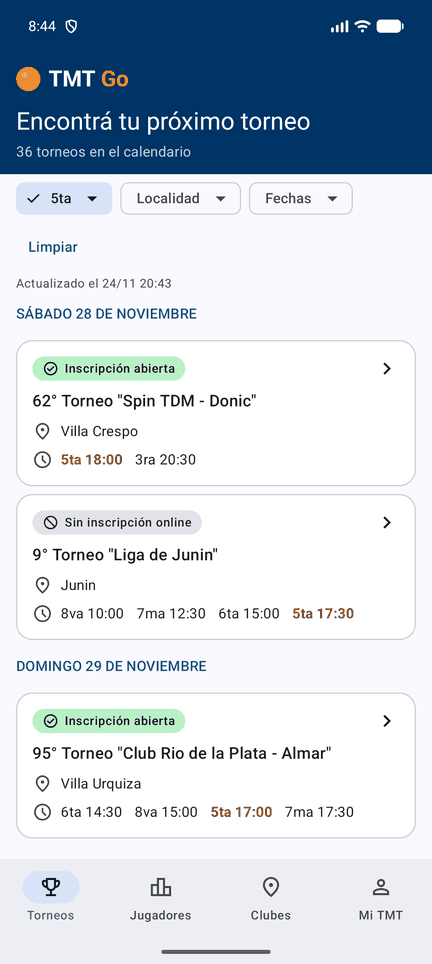 8:44
TMT Go
Encontrá tu próximo torneo
36 torneos en el calendario
5ta Localidad Fechas
Limpiar
Actualizado el 24/11 20:43
SÁBADO 28 DE NOVIEMBRE
Inscripción abierta
62° Torneo "Spin TDM - Donic"
Villa Crespo
5ta 18:00 3ra 20:30
Sin inscripción online
9° Torneo "Liga de Junin"
Junin
8va 10:00 7ma 12:30 6ta 15:00 5ta 17:30
DOMINGO 29 DE NOVIEMBRE
Inscripción abierta
95° Torneo "Club Rio de la Plata - Almar"
Villa Urquiza
6ta 14:30 8va 15:00 5ta 17:00 7ma 17:30
Torneos Jugadores Clubes Mi TMT